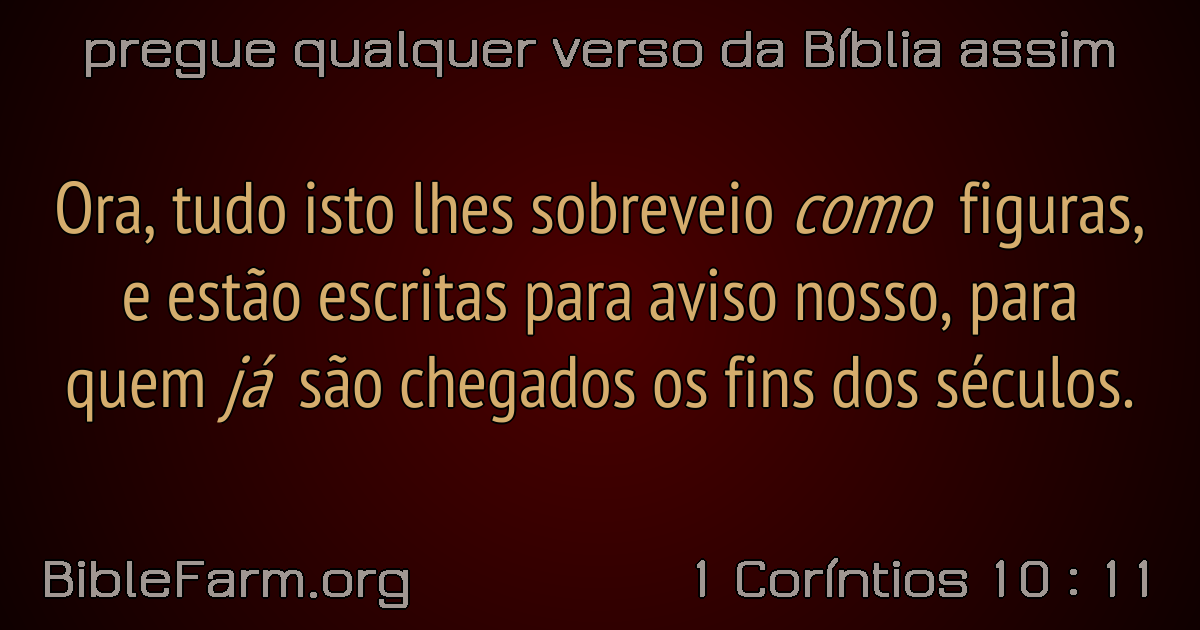 pregue qualquer verso da Bíblia assim
Ora, tudo isto lhes sobreveio como figuras,
e estão escritas para aviso nosso, para
quem já são chegados os fins dos séculos.
BibleFarm.org
1 Coríntios 10 : 11